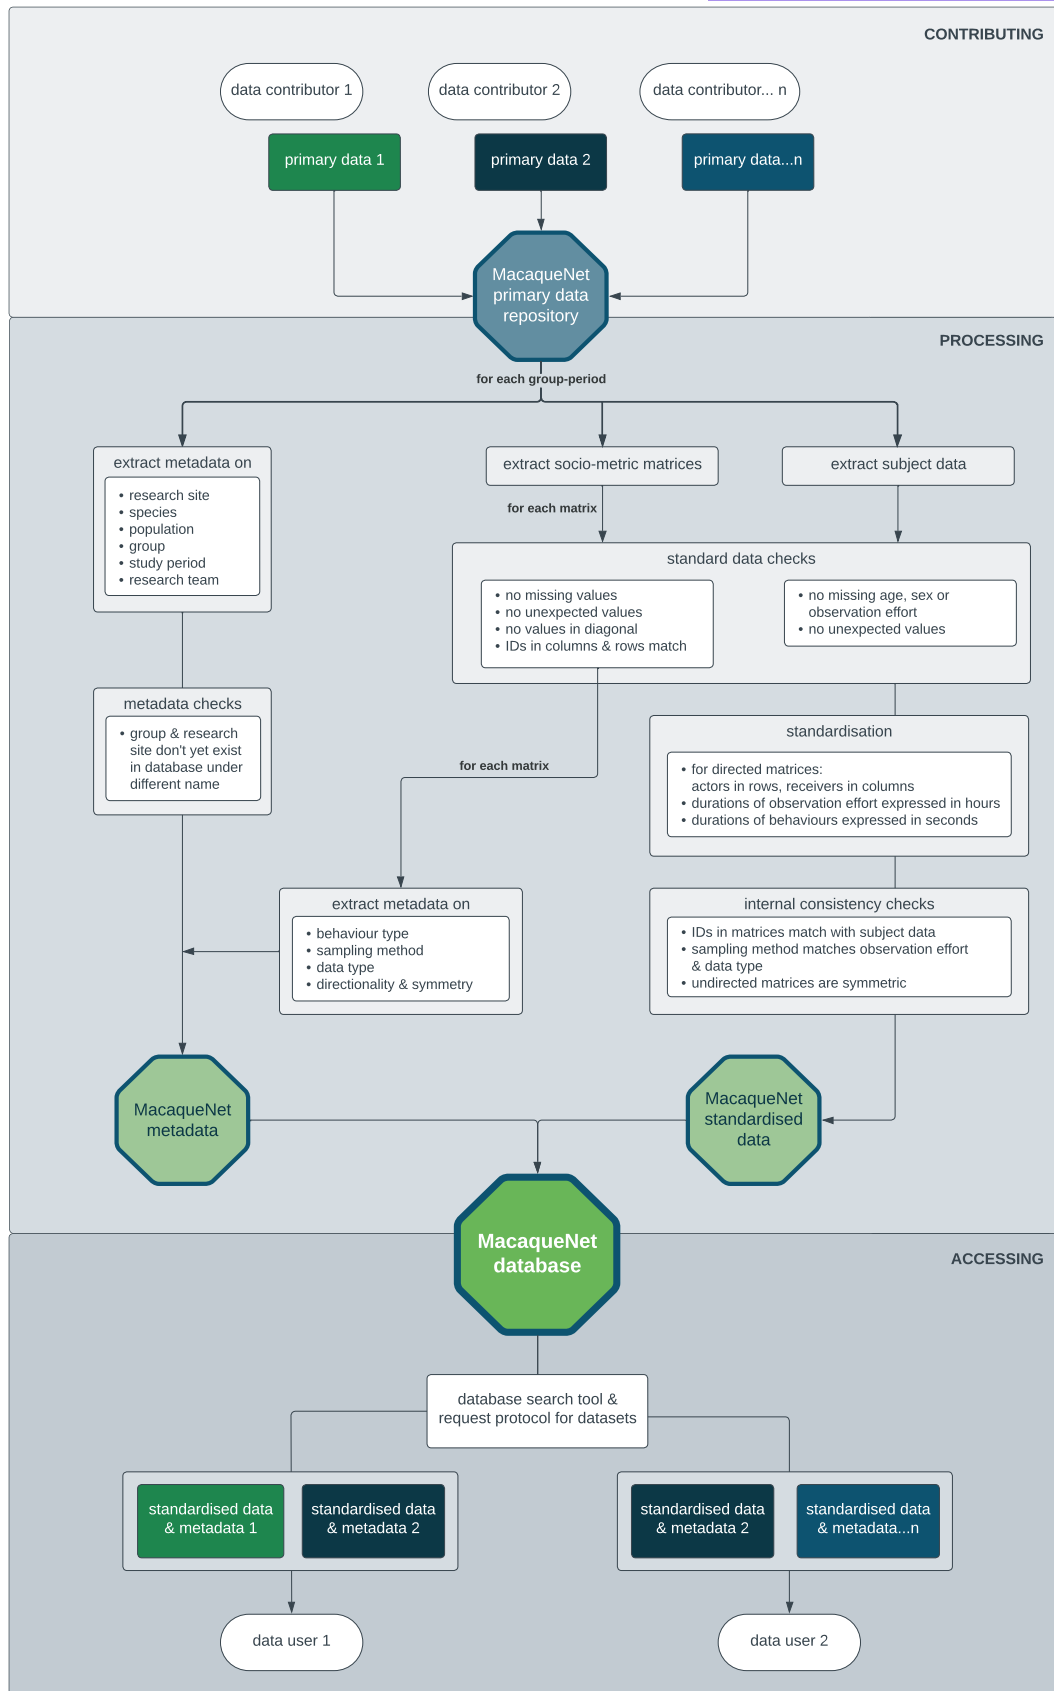 CONTRIBUTING
data contributor 1
data contributor 2
data contributor... n
primary data 1
primary data 2
primary data...n
MacaqueNet
primary data
repository
PROCESSING
for each group-period
extract metadata on
• research site
• species
• population
• group
• study period
• research team
extract socio-metric matrices
extract subject data
for each matrix
standard data checks
• no missing values
• no unexpected values
• no values in diagonal
• IDs in columns & rows match
• no missing age, sex or
observation effort
• no unexpected values
metadata checks
• group & research
site don't yet exist
in database under
different name
standardisation
• for directed matrices:
actors in rows, receivers in columns
• durations of observation effort expressed in hours
• durations of behaviours expressed in seconds
for each matrix
extract metadata on
• behaviour type
• sampling method
• data type
• directionality & symmetry
internal consistency checks
• IDs in matrices match with subject data
• sampling method matches observation effort
& data type
• undirected matrices are symmetric
MacaqueNet
metadata
MacaqueNet
standardised
data
MacaqueNet
database
ACCESSING
database search tool &
request protocol for datasets
standardised data
& metadata 1
standardised data
& metadata 2
standardised data
& metadata 2
standardised data
& metadata...n
data user 1
data user 2